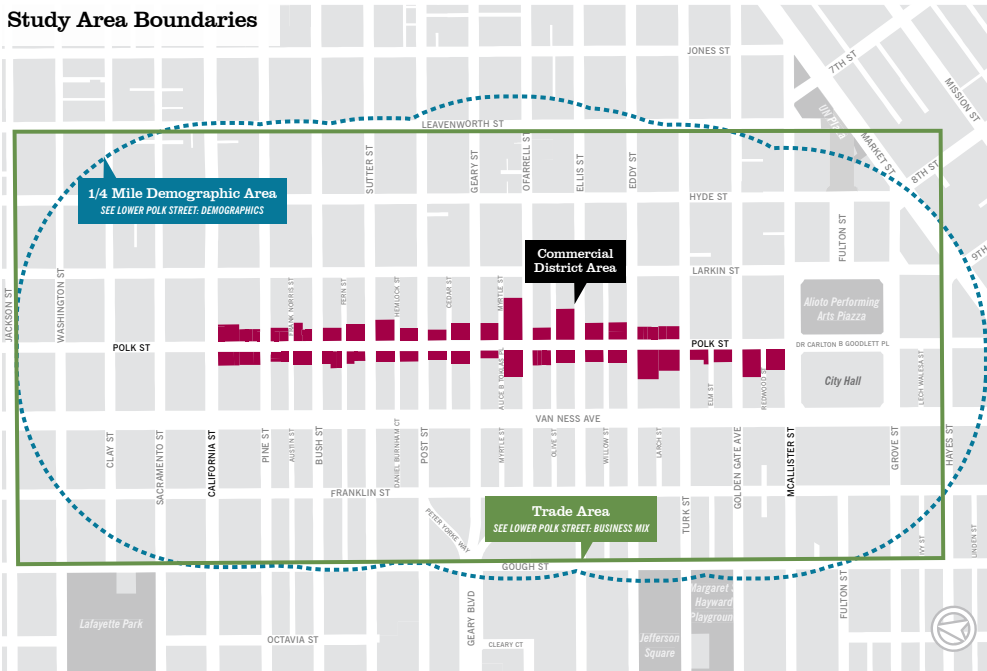 Study Area Boundaries
JONES ST
7TH ST
MISSION ST
UN Plaza
MARKET ST
8TH ST
9TH
LEAVENWORTH ST
SUTTER ST
GEARY ST
OFARRELL ST
ELLIS ST
EDDY ST
1/4 Mile Demographic Area
SEE LOWER POLK STREET: DEMOGRAPHICS
HYDE ST
FULTON ST
Commercial
District Area
LARKIN ST
JACKSON ST
WASHINGTON ST
FRANK NORRIS ST
FERN ST
HEMLOCK ST
CEDAR ST
MYRTLE ST
Alioto Performing
Arts Piazza
POLK ST
POLK ST
DR CARLTON B GOODLETT PL
ALICE B TOKLAS PL
ELM ST
REDWOOD ST
City Hall
LECH WALESA ST
VAN NESS AVE
CLAY ST
SACRAMENTO ST
CALIFORNIA ST
PINE ST
AUSTIN ST
BUSH ST
DANIEL BURNHAM CT
POST ST
MYRTLE ST
OLIVE ST
WILLOW ST
LARCH ST
TURK ST
GOLDEN GATE AVE
MCALLISTER ST
GROVE ST
HAYES ST
FRANKLIN ST
PETER YORKE WAY
Trade Area
SEE LOWER POLK STREET: BUSINESS MIX
IVY ST
LINDEN ST
GOUGH ST
Lafayette Park
OCTAVIA ST
GEARY BLVD
CLEARY CT
Jefferson
Square
Margaret
Hayward
Playground
FULTON ST